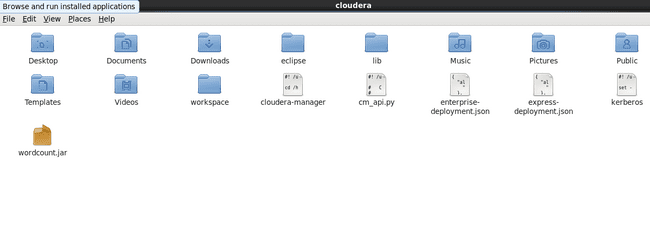 Browse and run installed applications
cloudera
File Edit View Places Help
Desktop Documents Downloads eclipse lib Music Pictures Public
Templates Videos workspace cloudera-manager cm_api.py enterprise-deployment.json express-deployment.json kerberos
wordcount.jar